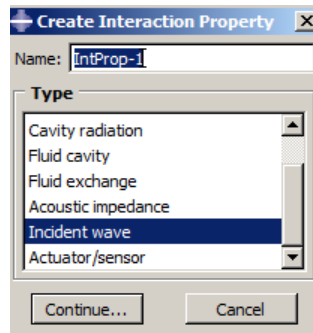 Create Interaction Property
Name: IntProp-1
Type
Cavity radiation
Fluid cavity
Fluid exchange
Acoustic impedance
Incident wave
Actuator/sensor
Continue... Cancel